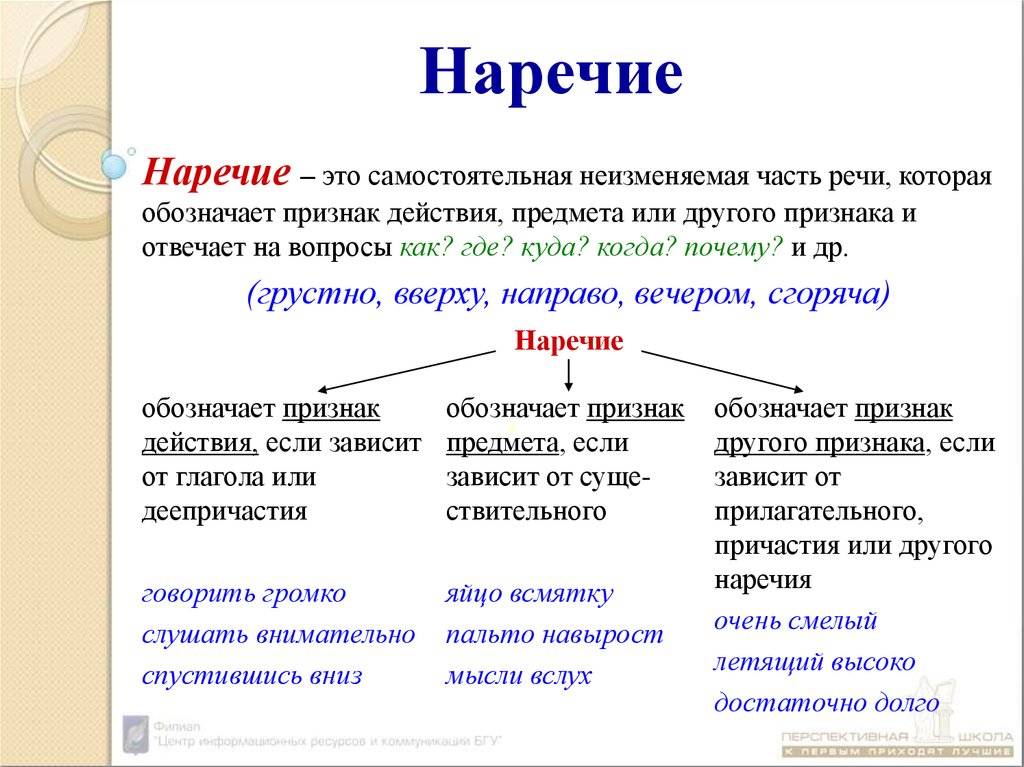 Наречие
Наречие – это самостоятельная неизменяемая часть речи, которая
обозначает признак действия, предмета или другого признака и
отвечает на вопросы как? где? куда? когда? почему? и др.
(грустно, вверху, направо, вечером, сгоряча)
Наречие
обозначает признак
действия, если зависит
от глагола или
деепричастия
говорить громко
слушать внимательно
спустившись вниз
обозначает признак
предмета, если
зависит от суще-
ствительного
яйцо всмятку
пальто навырост
мысли вслух
обозначает признак
другого признака, если
зависит от
прилагательного,
причастия или другого
наречия
очень смелый
летящий высоко
достаточно долго
Филиал
"Центр информационных ресурсов и коммуникаций БГУ"
ПЕРСПЕКТИВНАЯ ШКОЛА
К ПЕРВЫМ ПРИХОДЯТ ЛУЧШИЕ